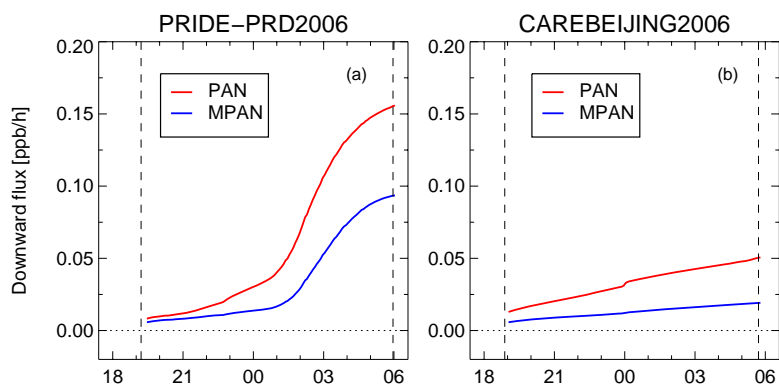 PRIDE−PRD2006
CAREBEIJING2006
Downward flux [ppb/h]
0.20
0.15
0.10
0.05
0.00
(a)
PAN
MPAN
18 21 00 03 06
0.20
0.15
0.10
0.05
0.00
(b)
PAN
MPAN
18 21 00 03 06